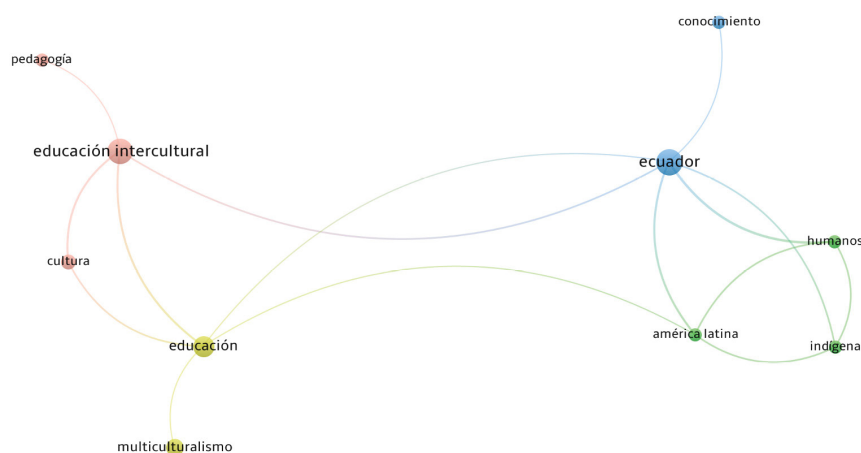 conocimiento
pedagogía
educación intercultural
ecuador
humanos
cultura
américa latina
educación
indígena
multiculturalismo